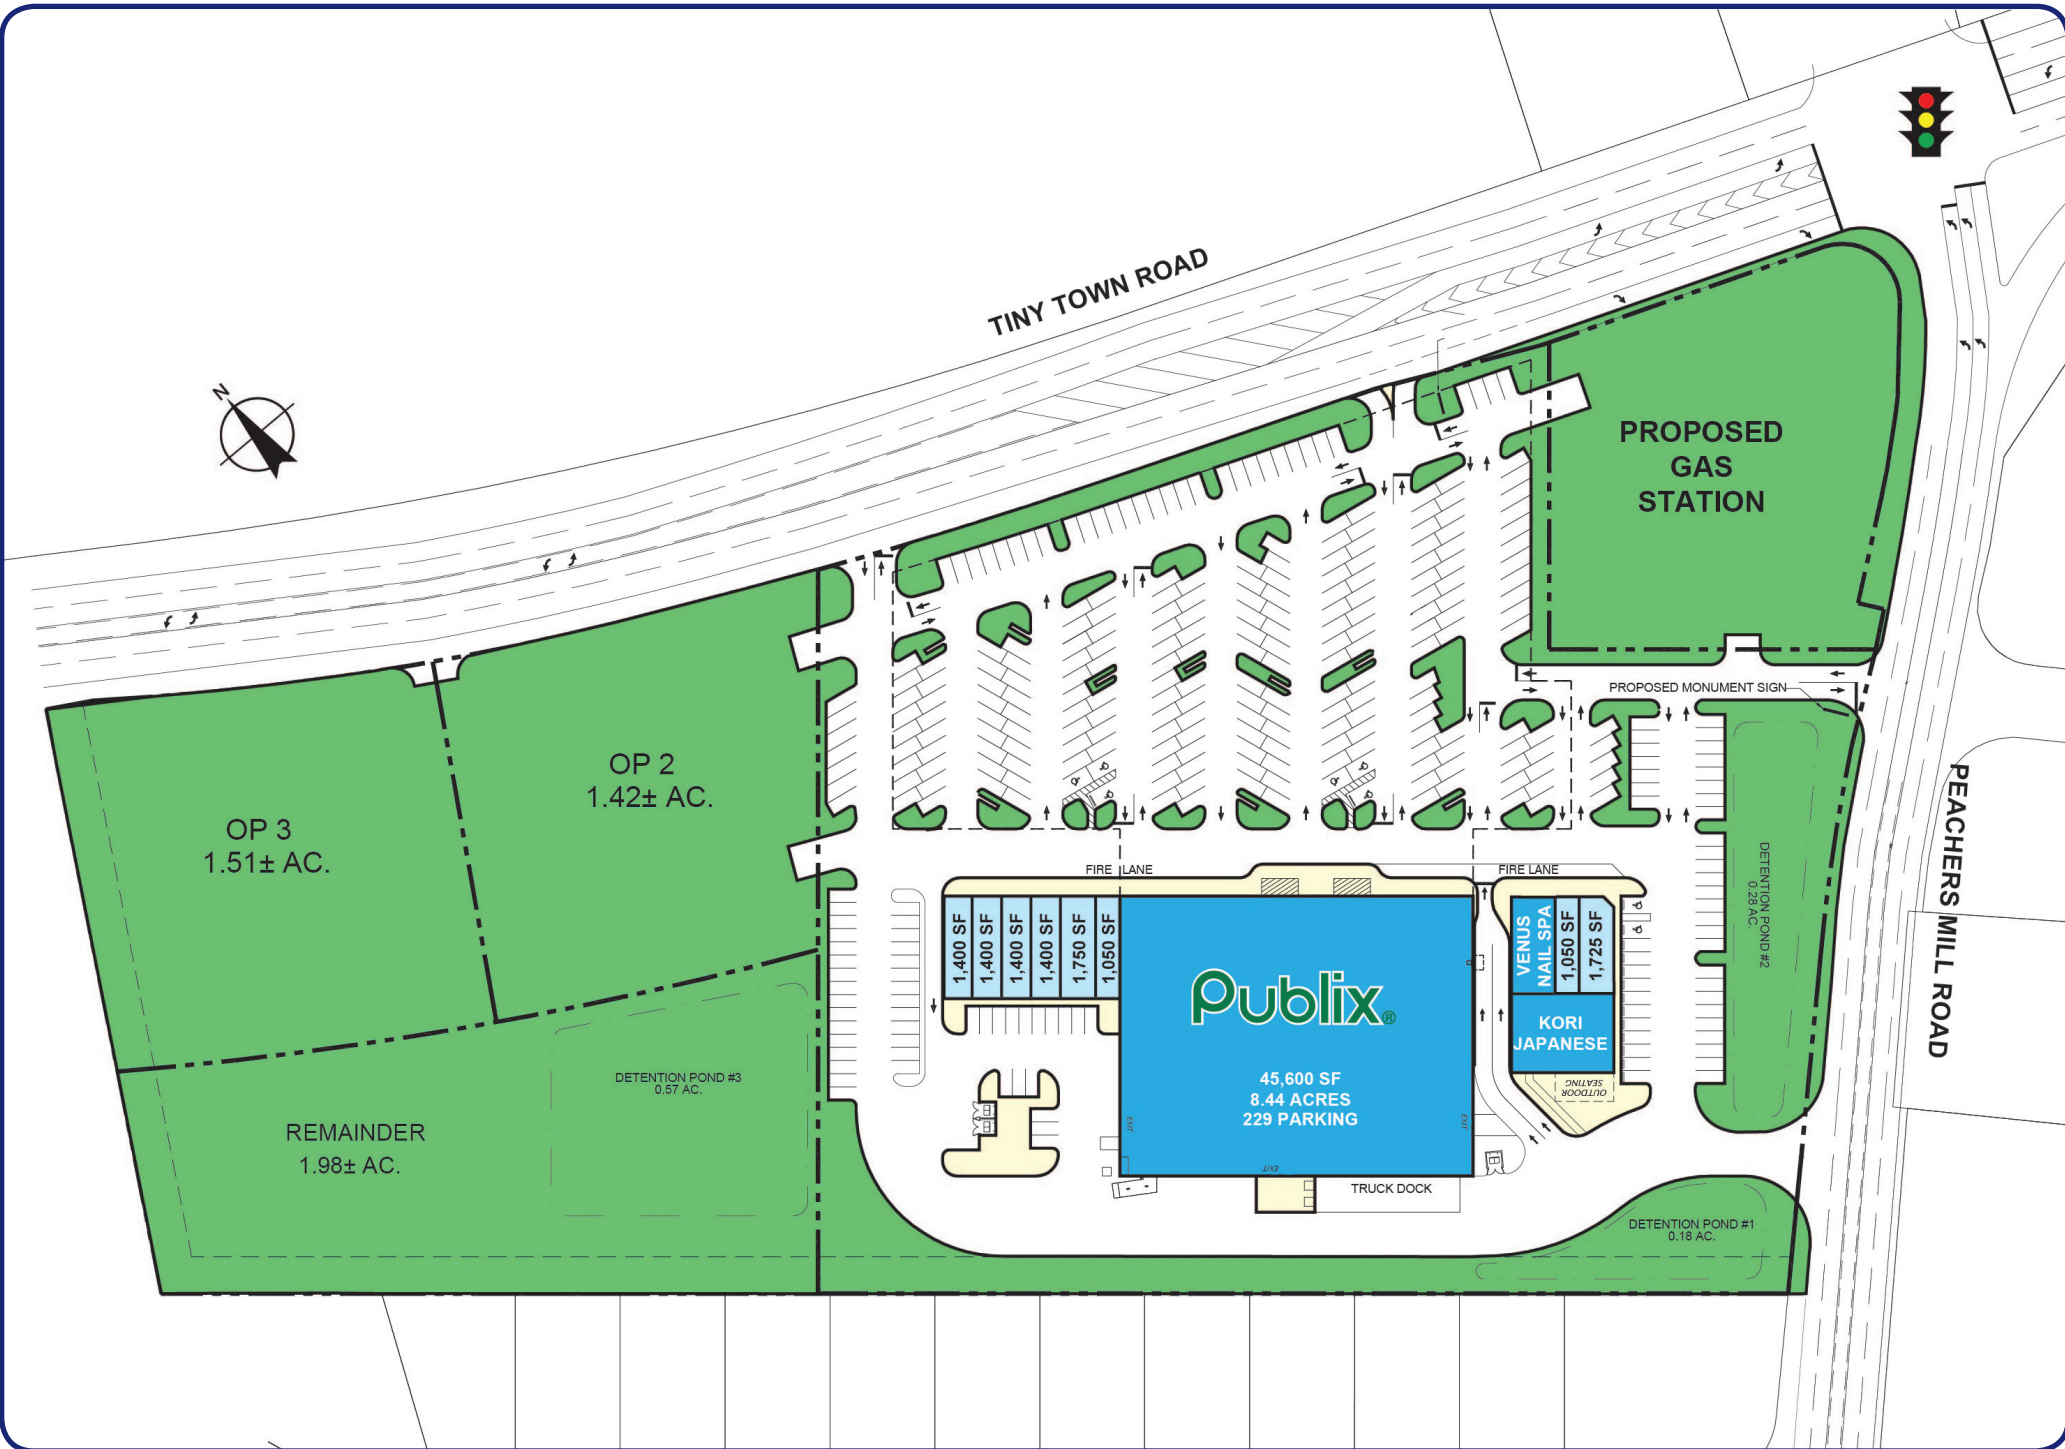 TINY TOWN ROAD
N
PROPOSED
GAS
STATION
PROPOSED MONUMENT SIGN
OP 2
1.42± AC.
OP 3
1.51± AC.
PEACHERS MILL ROAD
DETENTION POND #2
0.28 AC.
FIRE LANE
FIRE LANE
1,400 SF
1,400 SF
1,400 SF
1,400 SF
1,750 SF
1,050 SF
Publix®
45,600 SF
8.44 ACRES
229 PARKING
EXIT
EXIT
EXIT
VENUS
NAIL SPA
1,050 SF
1,725 SF
KORI
JAPANESE
OUTDOOR
SEATING
DETENTION POND #3
0.57 AC.
REMAINDER
1.98± AC.
TRUCK DOCK
DETENTION POND #1
0.18 AC.